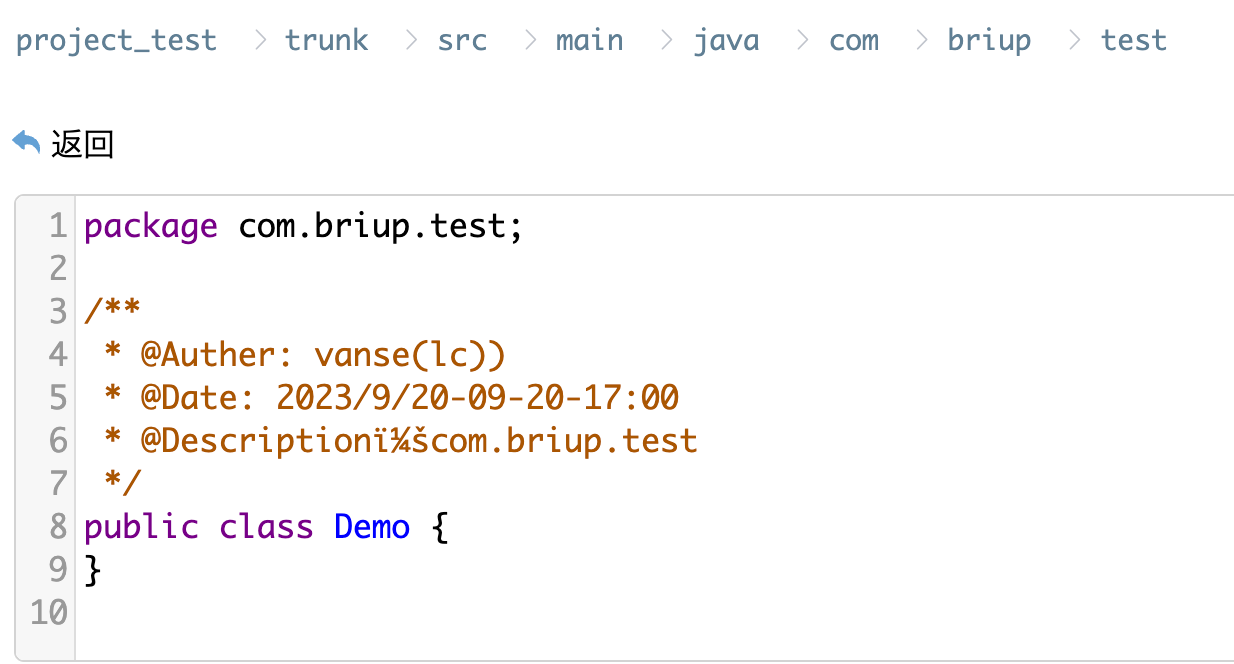 project_test > trunk > src > main > java > com > briup > test
返回
1 package com.briup.test;
2
3 /**
4  * @Auther: vanse(lc))
5  * @Date: 2023/9/20-09-20-17:00
6  * @Descriptionï¼šcom.briup.test
7  */
8 public class Demo {
9 }
10